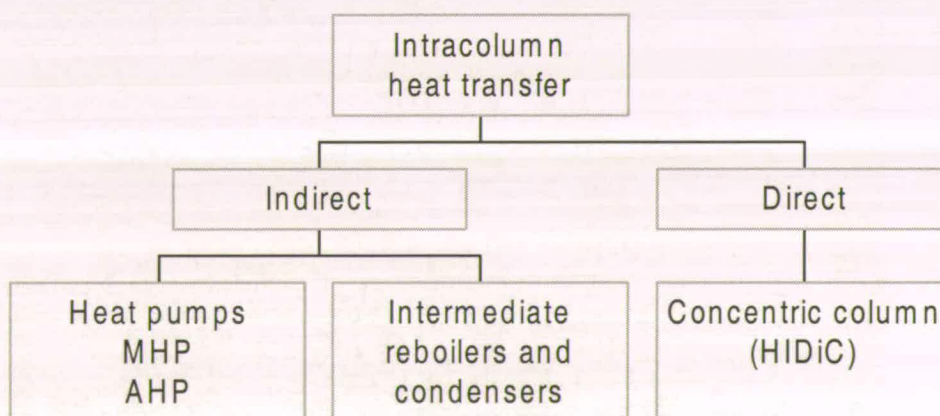 Intracolumn
heat transfer
Indirect
Direct
Heat pumps
MHP
AHP
Intermediate
reboilers and
condensers
Concentric column
(HIDiC)